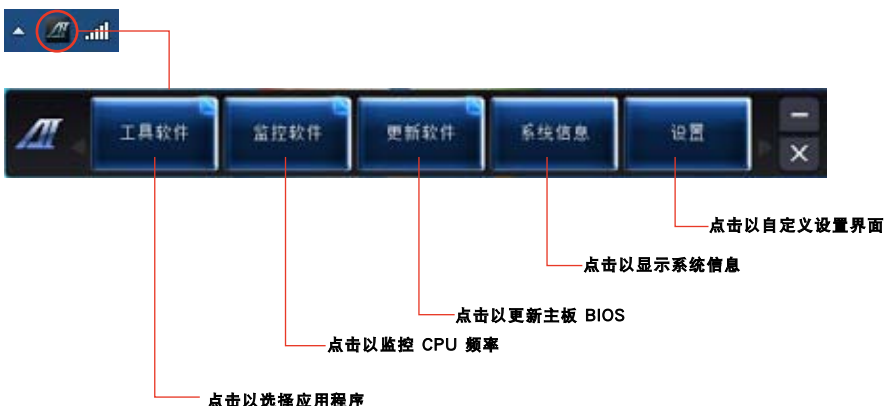 工具软件 监控软件 更新软件 系统信息 设置
点击以自定义设置界面
点击以显示系统信息
点击以更新主板 BIOS
点击以监控 CPU 频率
点击以选择应用程序